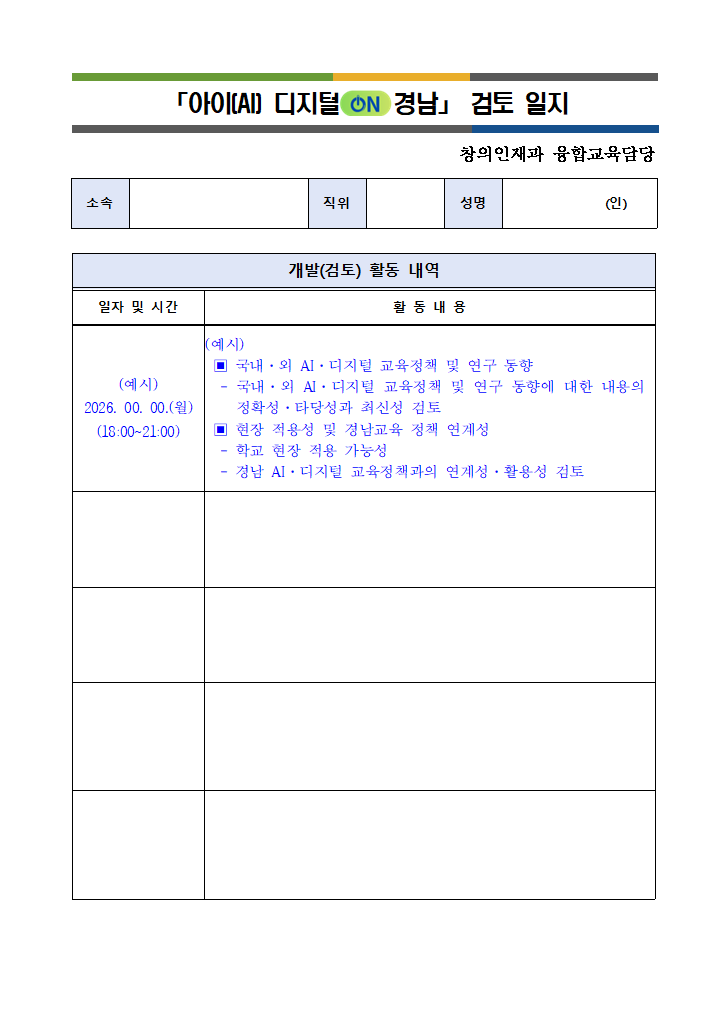 「아이(AI) 디지털 ON 경남」 검토 일지
창의인재과 융합교육담당
소속 직위 성명 (인)
개발(검토) 활동 내역
일자 및 시간 활 동 내 용
(예시)
2026. 00. 00.(월)
(18:00~21:00)
(예시)
▣ 국내·외 AI·디지털 교육정책 및 연구 동향
- 국내·외 AI·디지털 교육정책 및 연구 동향에 대한 내용의
정확성·타당성과 최신성 검토
▣ 현장 적용성 및 경남교육 정책 연계성
- 학교 현장 적용 가능성
- 경남 AI·디지털 교육정책과의 연계성·활용성 검토